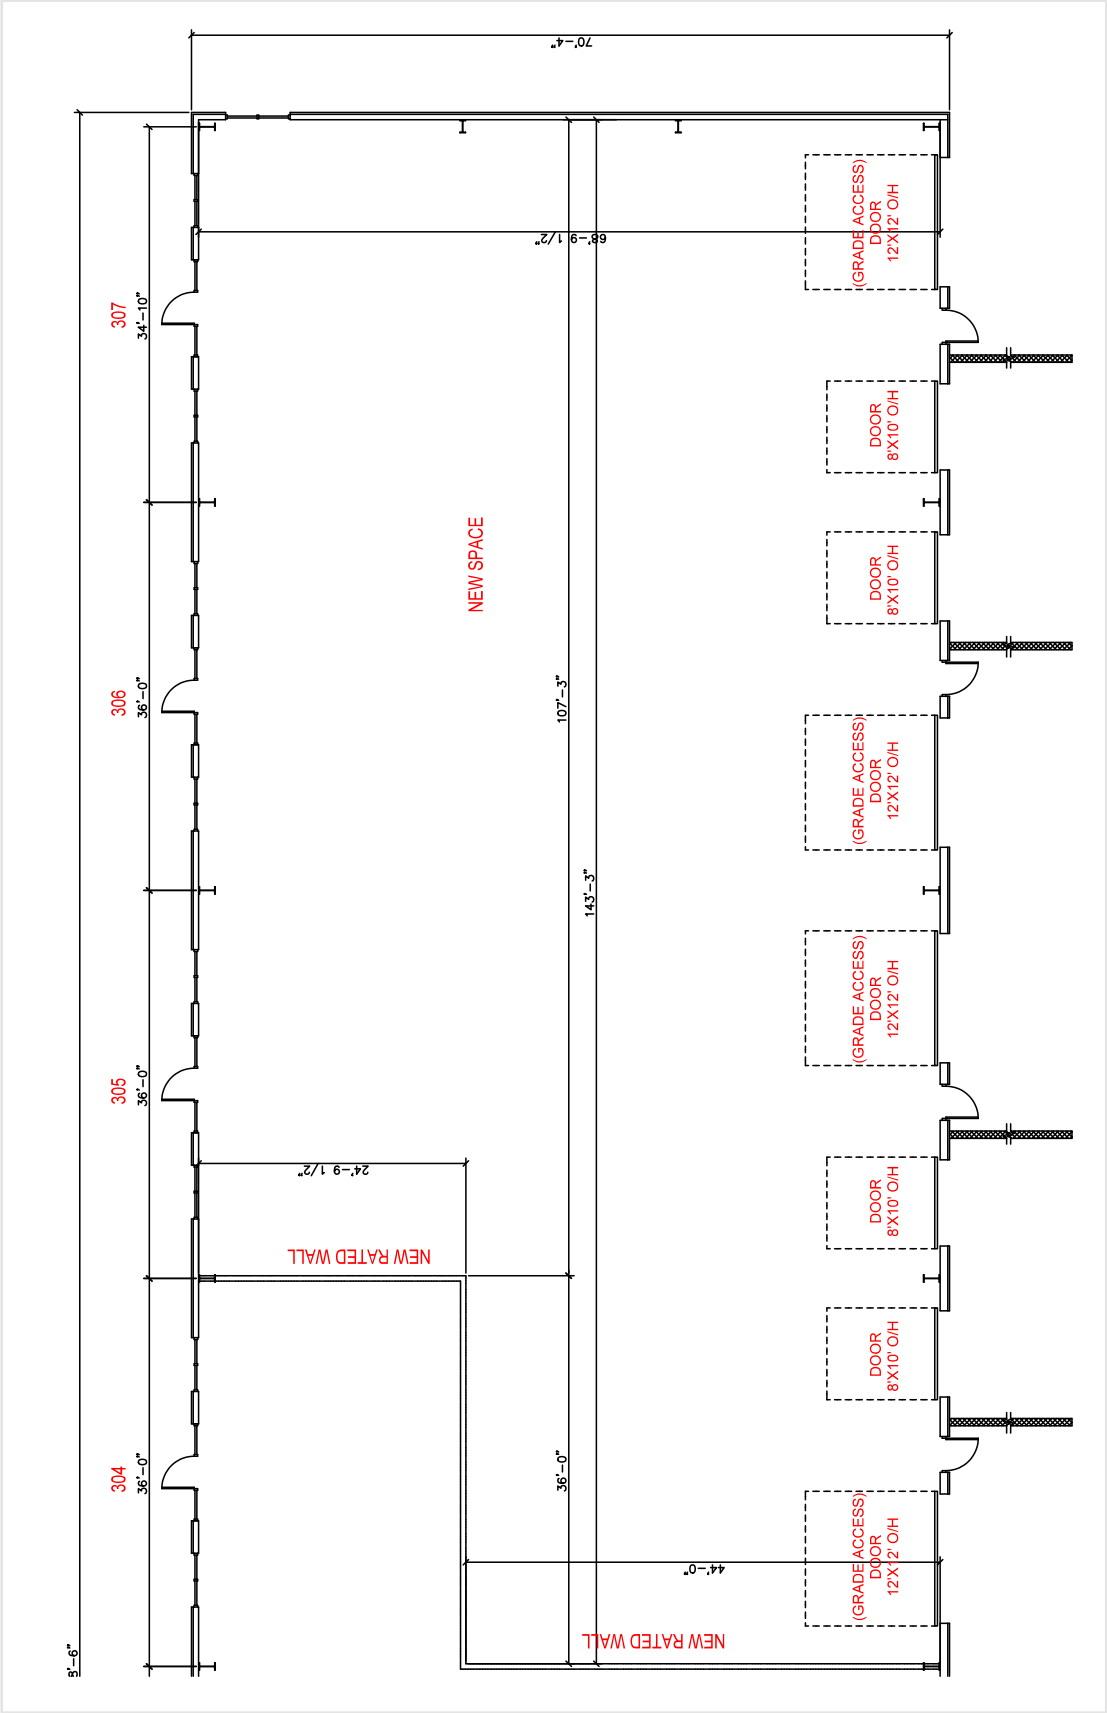 70'-4"
(GRADE ACCESS)
DOOR
12'X12' O/H
68'-9 1/2"
307
34'-10"
DOOR
8'X10' O/H
NEW SPACE
DOOR
8'X10' O/H
306
36'-0"
107'-3"
(GRADE ACCESS)
DOOR
12'X12' O/H
143'-3"
(GRADE ACCESS)
DOOR
12'X12' O/H
305
36'-0"
24'-9 1/2"
DOOR
8'X10' O/H
NEW RATED WALL
DOOR
8'X10' O/H
304
36'-0"
36'-0"
(GRADE ACCESS)
DOOR
12'X12' O/H
44'-0"
NEW RATED WALL